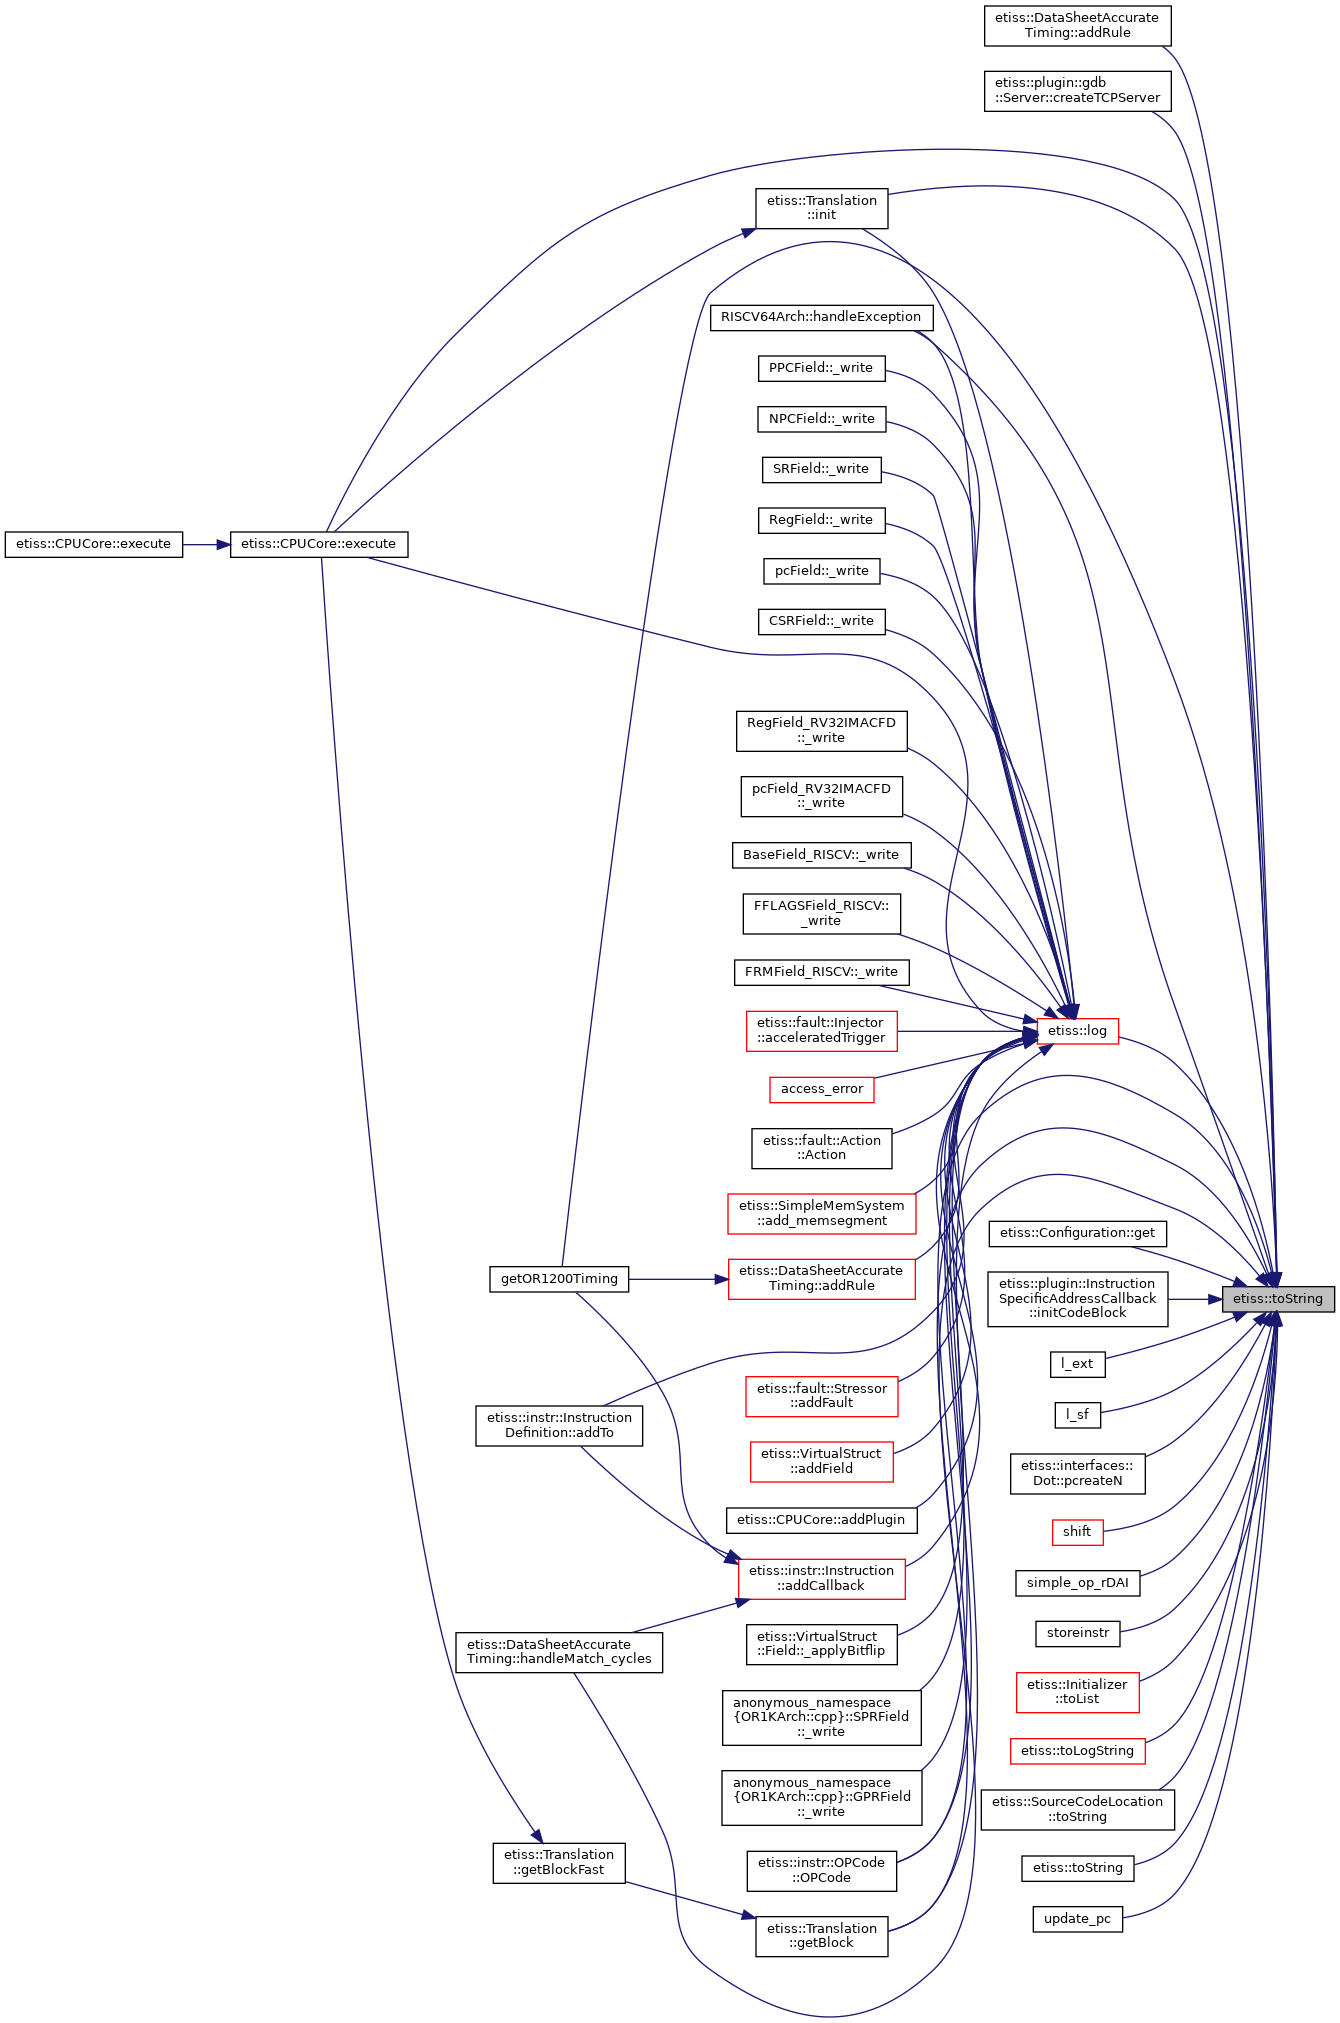 etiss::DataSheetAccurate
Timing::addRule
etiss::plugin::gdb
::Server::createTCPServer
etiss::Translation
::init
RISCV64Arch::handleException
PPCField::_write
NPCField::_write
SRField::_write
RegField::_write
etiss::CPUCore::execute
etiss::CPUCore::execute
pcField::_write
CSRField::_write
RegField_RV32IMACFD
::_write
pcField_RV32IMACFD
::_write
BaseField_RISCV::_write
FFLAGSField_RISCV::
_write
FRMField_RISCV::_write
etiss::fault::Injector
::acceleratedTrigger
etiss::log
access_error
etiss::fault::Action
::Action
etiss::SimpleMemSystem
::add_memsegment
etiss::Configuration::get
getOR1200Timing
etiss::DataSheetAccurate
Timing::addRule
etiss::plugin::Instruction
SpecificAddressCallback
::initCodeBlock
etiss::toString
l_ext
etiss::fault::Stressor
::addFault
l_sf
etiss::instr::Instruction
Definition::addTo
etiss::VirtualStruct
::addField
etiss::interfaces::
Dot::pcreateN
etiss::CPUCore::addPlugin
shift
etiss::instr::Instruction
::addCallback
simple_op_rDAI
etiss::DataSheetAccurate
Timing::handleMatch_cycles
etiss::VirtualStruct
::Field::_applyBitflip
storeinstr
etiss::Initializer
::toList
anonymous_namespace
{OR1KArch::cpp}::SPRField
::_write
etiss::toLogString
anonymous_namespace
{OR1KArch::cpp}::GPRField
::_write
etiss::SourceCodeLocation
::toString
etiss::Translation
::getBlockFast
etiss::instr::OPCode
::OPCode
etiss::toString
etiss::Translation
::getBlock
update_pc